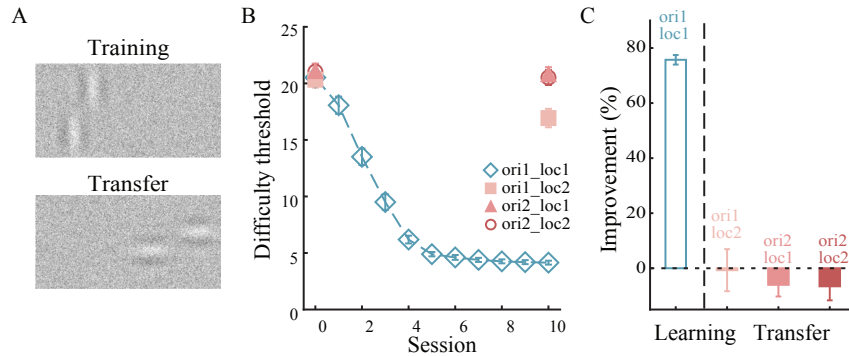 A
Training
Transfer
B
Difficulty threshold
25
20
15
10
5
0
0
2
4
6
8
10
Session
ori1_loc1
ori1_loc2
ori2_loc1
ori2_loc2
C
Improvement (%)
80
60
40
20
0
ori1
loc1
ori1
loc2
ori2
loc1
ori2
loc2
Learning
Transfer